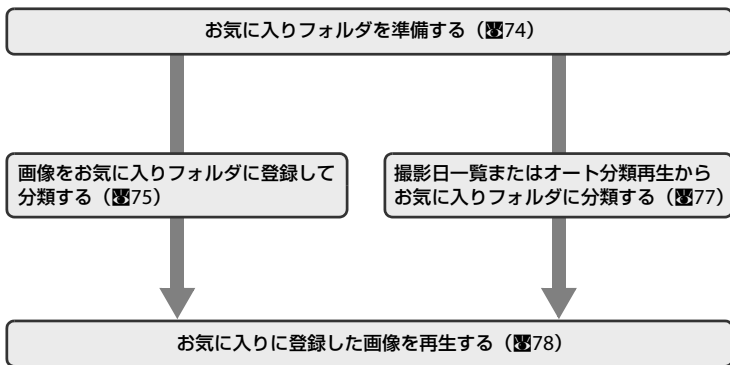 お気に入りフォルダを準備する（74）
画像をお気に入りフォルダに登録して
分類する（75）
撮影日一覧またはオート分類再生から
お気に入りフォルダに分類する（77）
お気に入りに登録した画像を再生する（78）